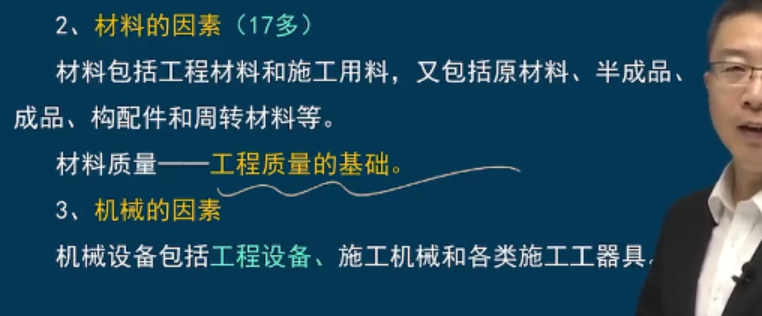 2、材料的因素（17多）
材料包括工程材料和施工用料，又包括原材料、半成品、
成品、构配件和周转材料等。
材料质量——工程质量的基础。
3、机械的因素
机械设备包括工程设备、施工机械和各类施工工器具。